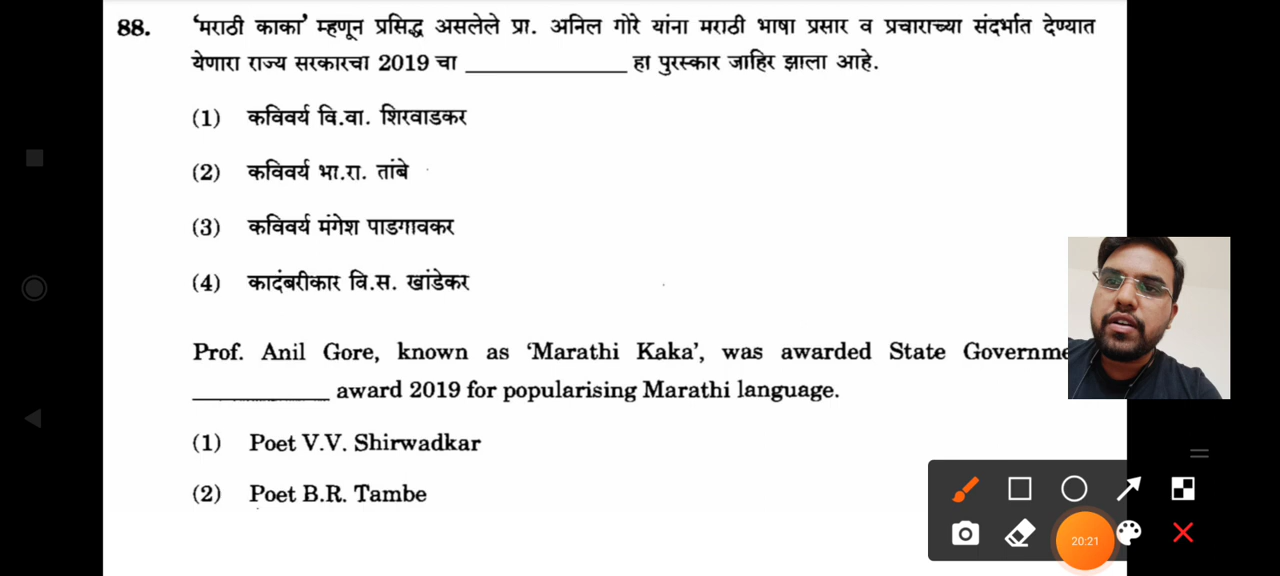 88. 'मराठी काका' म्हणून प्रसिद्ध असलेले प्रा. अनिल गोरे यांना मराठी भाषा प्रसार व प्रचाराच्या संदर्भात देण्यात
येणारा राज्य सरकारचा 2019 चा ____________ हा पुरस्कार जाहिर झाला आहे.
(1) कविवर्य वि.वा. शिरवाडकर
(2) कविवर्य भा.रा. तांबे
(3) कविवर्य मंगेश पाडगावकर
(4) कादंबरीकार वि.स. खांडेकर
Prof. Anil Gore, known as 'Marathi Kaka', was awarded State Governme
____________ award 2019 for popularising Marathi language.
(1) Poet V.V. Shirwadkar
(2) Poet B.R. Tambe
20:21